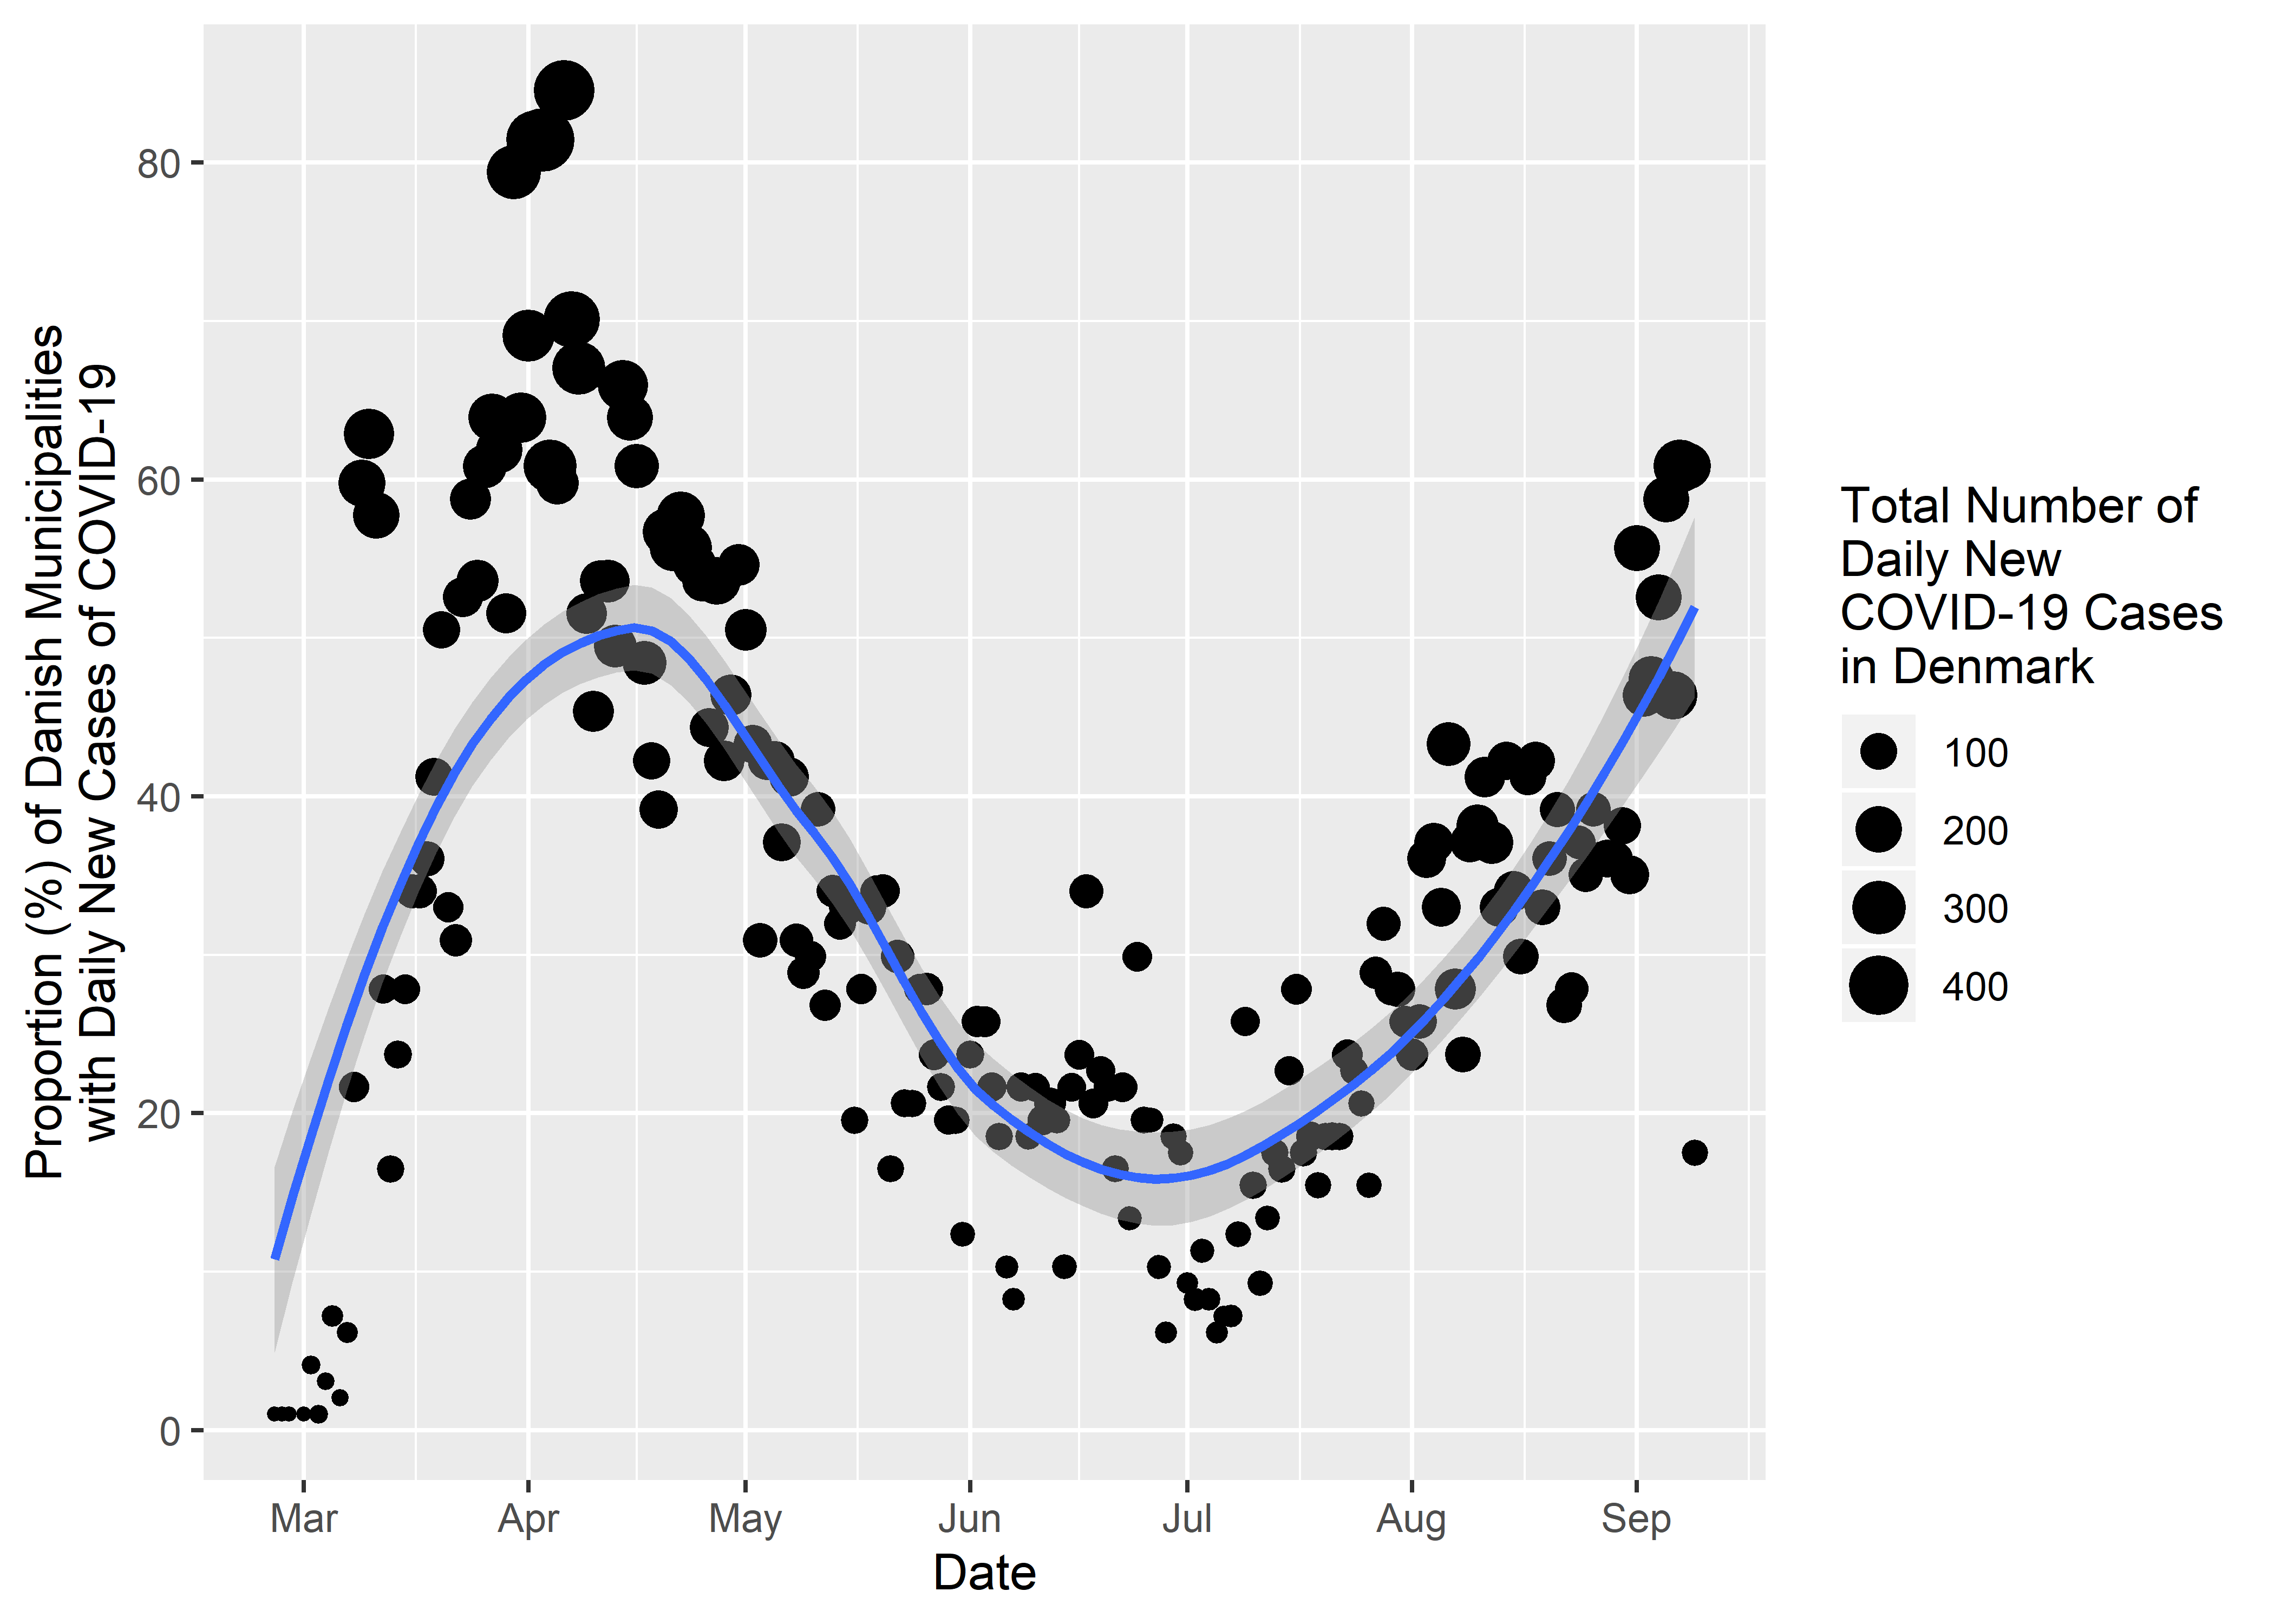 Proportion (%) of Danish Municipalities
with Daily New Cases of COVID-19
80
60
40
20
0
Mar Apr May Jun Jul Aug Sep
Date
Total Number of
Daily New
COVID-19 Cases
in Denmark
100
200
300
400